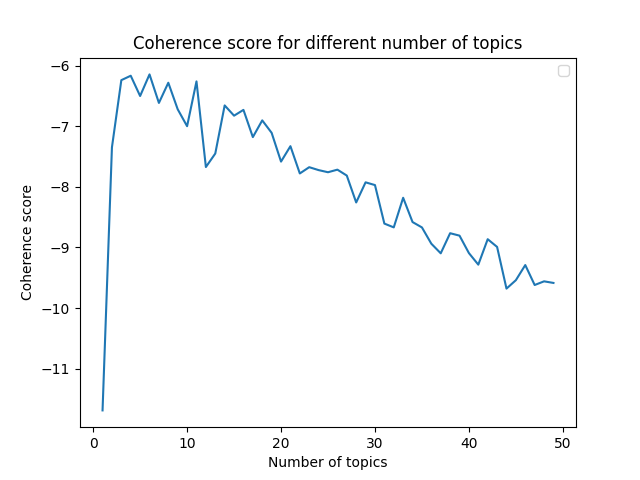 Coherence score for different number of topics
−6
−7
−8
−9
−10
−11
Coherence score
0 10 20 30 40 50
Number of topics